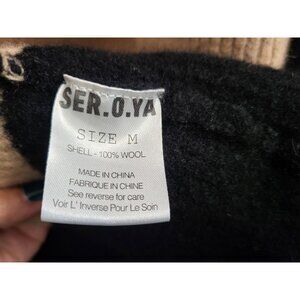 SER.O.YA
SIZE M
SHELL - 100% WOOL
MADE IN CHINA
FABRIQUE IN CHINE
See reverse for care
Voir L' Inverse Pour Le Soin